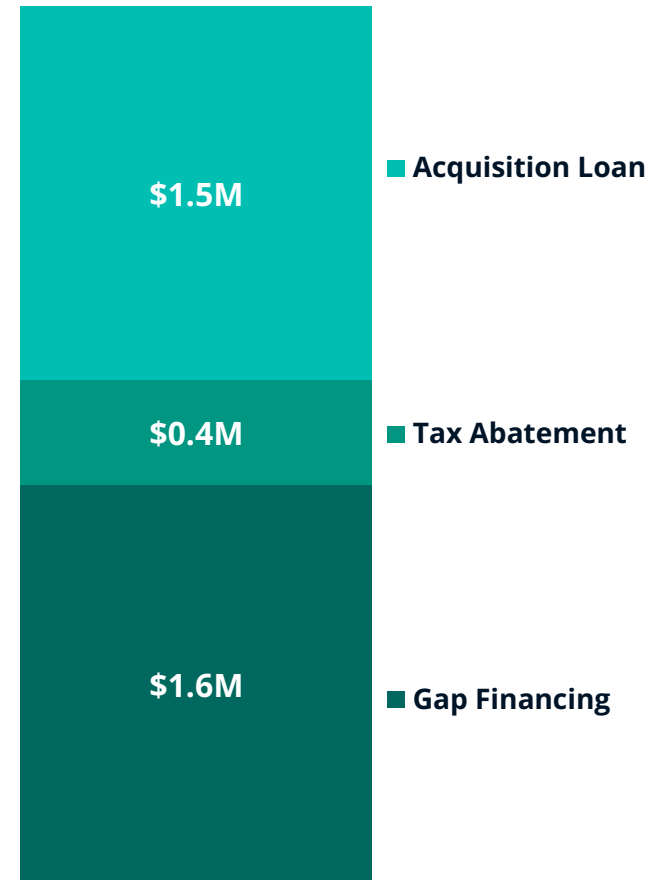 $1.5M
Acquisition Loan
$0.4M
Tax Abatement
$1.6M
Gap Financing